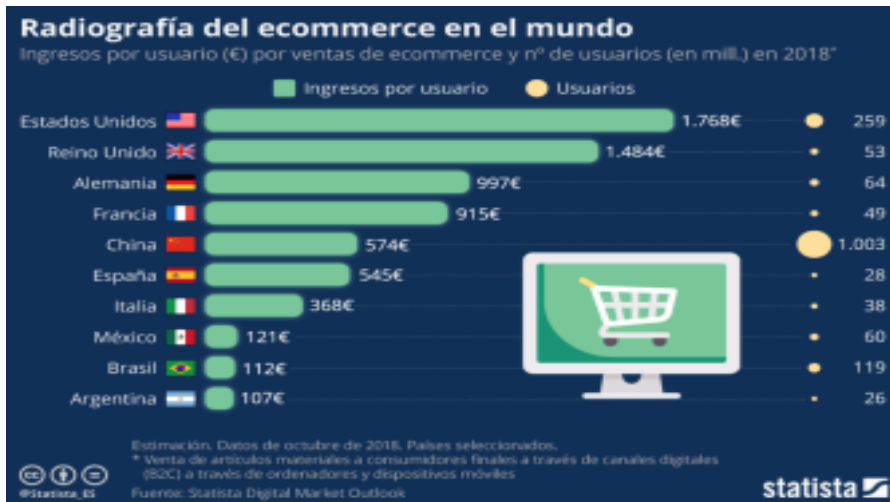 Radiografía del ecommerce en el mundo
Ingresos por usuario (€) por ventas de ecommerce y nº de usuarios (en mill.) en 2018*
Ingresos por usuario Usuarios
Estados Unidos 1.768€ 259
Reino Unido 1.484€ 53
Alemania 997€ 64
Francia 915€ 49
China 574€ 1.003
España 545€ 28
Italia 368€ 38
México 121€ 60
Brasil 112€ 119
Argentina 107€ 26
Estimación. Datos de octubre de 2018. Países seleccionados.
* Venta de artículos materiales a consumidores finales a través de canales digitales
(B2C) a través de ordenadores y dispositivos móviles
@Statista_ES Fuente: Statista Digital Market Outlook
statista